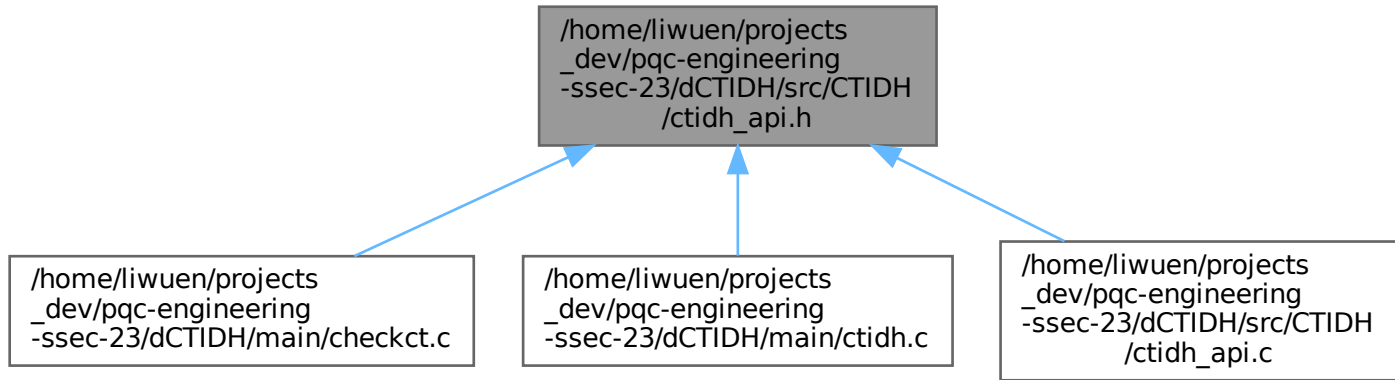 /home/liwuen/projects
_dev/pqc-engineering
-ssec-23/dCTIDH/src/CTIDH
/ctidh_api.h
/home/liwuen/projects
_dev/pqc-engineering
-ssec-23/dCTIDH/main/checkct.c
/home/liwuen/projects
_dev/pqc-engineering
-ssec-23/dCTIDH/main/ctidh.c
/home/liwuen/projects
_dev/pqc-engineering
-ssec-23/dCTIDH/src/CTIDH
/ctidh_api.c